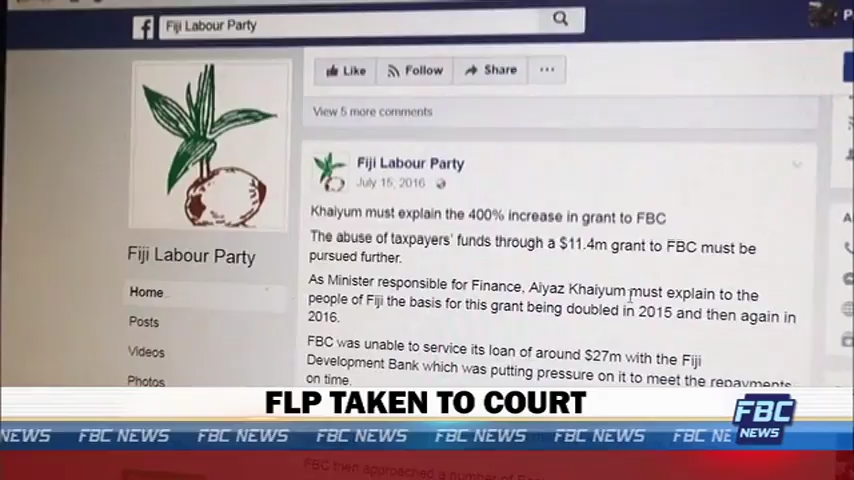 Fiji Labour Party
Like
Follow
Share
View 5 more comments
Fiji Labour Party
July 15, 2016
Khaiyum must explain the 400% increase in grant to FBC
The abuse of taxpayers' funds through a $11.4m grant to FBC must be
pursued further.
As Minister responsible for Finance, Aiyaz Khaiyum must explain to the
people of Fiji the basis for this grant being doubled in 2015 and then again in
2016.
FBC was unable to service its loan of around $27m with the Fiji
Development Bank which was putting pressure on it to meet the repayments
on time.
Fiji Labour Party
Home
Posts
Videos
Photos
FLP TAKEN TO COURT
FBC
NEWS
NEWS FBC NEWS FBC NEWS FBC NEWS FBC NEWS FBC NEWS FBC NE
FBC then approached a number of